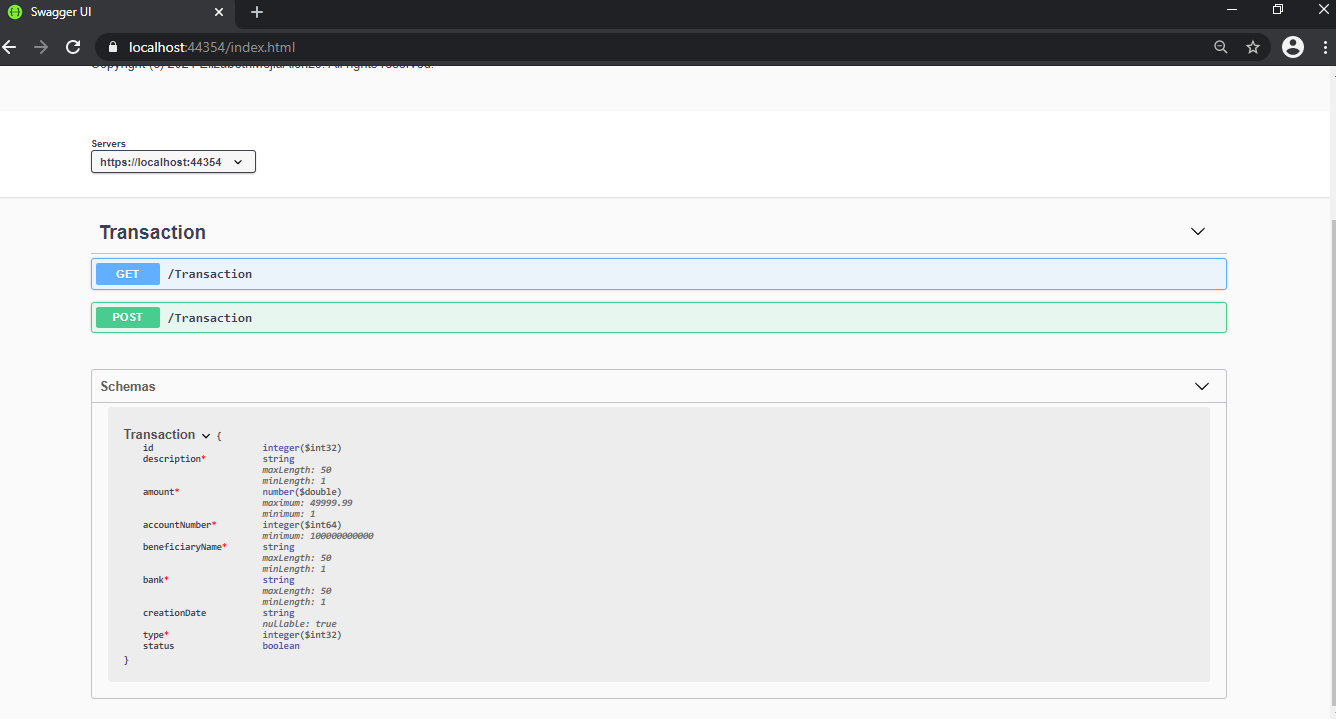 Swagger UI
localhost:44354/index.html
All rights reserved.
Servers
https://localhost:44354
Transaction
GET /Transaction
POST /Transaction
Schemas
Transaction {
id integer($int32)
description* string
maxLength: 50
minLength: 1
amount* number($double)
maximum: 49999.99
minimum: 1
accountNumber* integer($int64)
minimum: 100000000000
beneficiaryName* string
maxLength: 50
minLength: 1
bank* string
maxLength: 50
minLength: 1
creationDate string
nullable: true
type* integer($int32)
status boolean
}